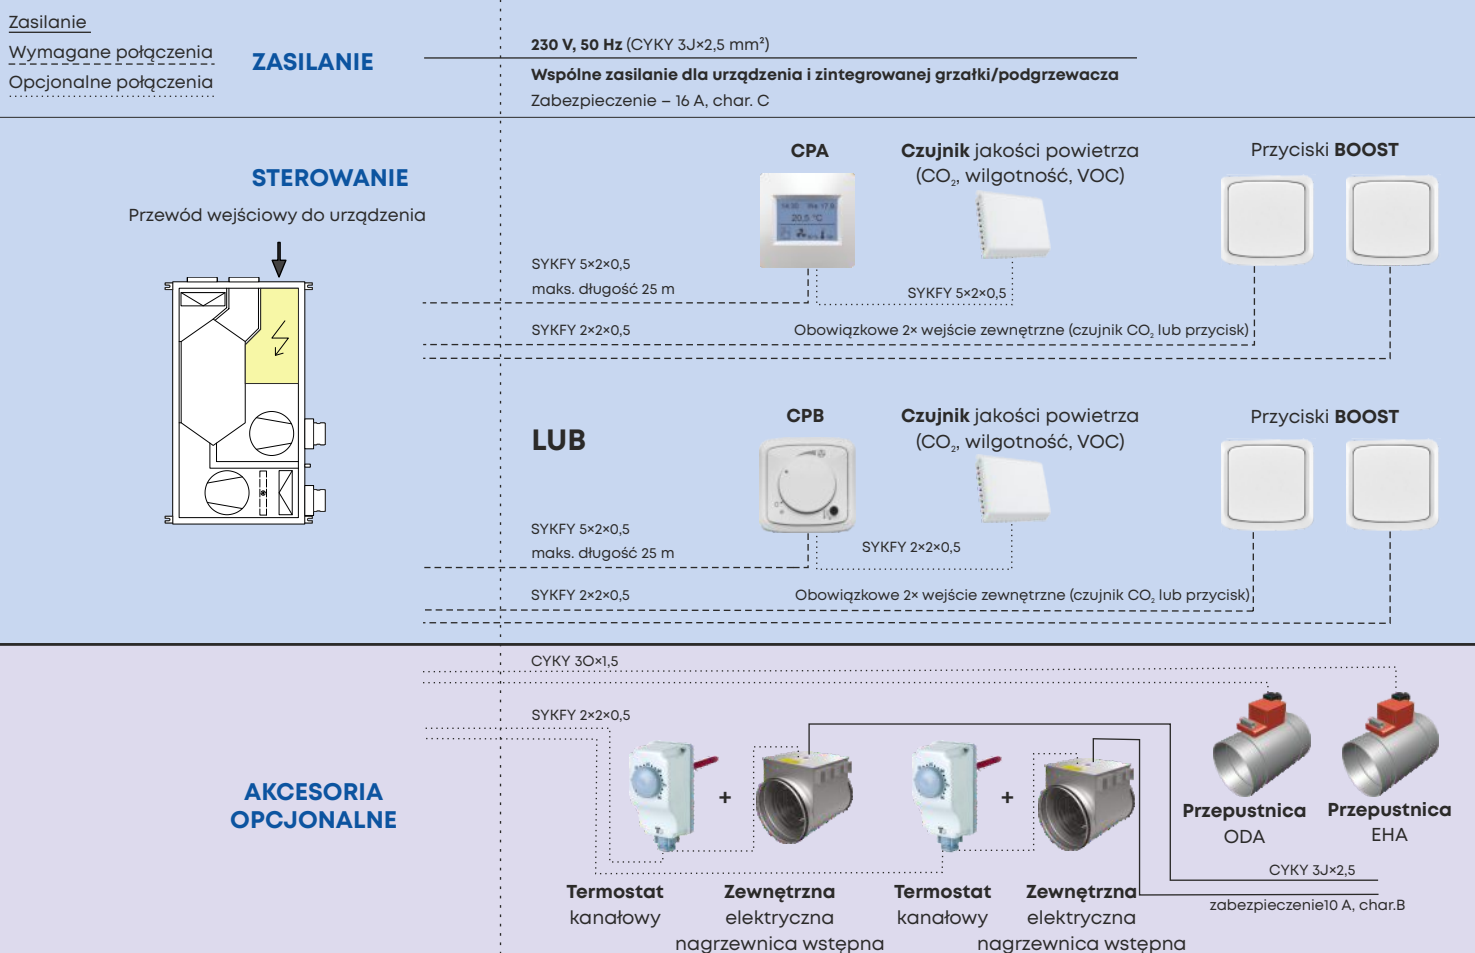 Zasilanie
Wymagane połączenia
Opcjonalne połączenia
ZASILANIE
230 V, 50 Hz (CYKY 3J×2,5 mm²)
Wspólne zasilanie dla urządzenia i zintegrowanej grzałki/podgrzewacza
Zabezpieczenie – 16 A, char. C
STEROWANIE
Przewód wejściowy do urządzenia
CPA
Czujnik jakości powietrza
(CO₂, wilgotność, VOC)
Przyciski BOOST
20,5 °C
SYKFY 5×2×0,5
maks. długość 25 m
SYKFY 5×2×0,5
SYKFY 2×2×0,5
Obowiązkowe 2× wejście zewnętrzne (czujnik CO₂ lub przycisk)
LUB
CPB
Czujnik jakości powietrza
(CO₂, wilgotność, VOC)
Przyciski BOOST
SYKFY 5×2×0,5
maks. długość 25 m
SYKFY 2×2×0,5
SYKFY 2×2×0,5
Obowiązkowe 2× wejście zewnętrzne (czujnik CO₂ lub przycisk)
AKCESORIA
OPCJONALNE
CYKY 3O×1,5
SYKFY 2×2×0,5
+
+
Przepustnica
ODA
Przepustnica
EHA
CYKY 3J×2,5
zabezpieczenie10 A, char.B
Termostat
kanałowy
Zewnętrzna
elektryczna
nagrzewnica wstępna
Termostat
kanałowy
Zewnętrzna
elektryczna
nagrzewnica wstępna